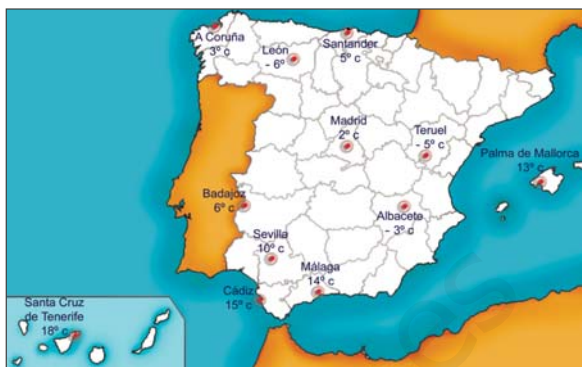 A Coruña
3º c
León
- 6º
Santander
5º c
Madrid
2º c
Teruel
- 5º c
Palma de Mallorca
13º c
Badajoz
6º c
Albacete
- 3º c
Sevilla
10º c
Málaga
14º c
Cádiz
15º c
Santa Cruz
de Tenerife
18º c